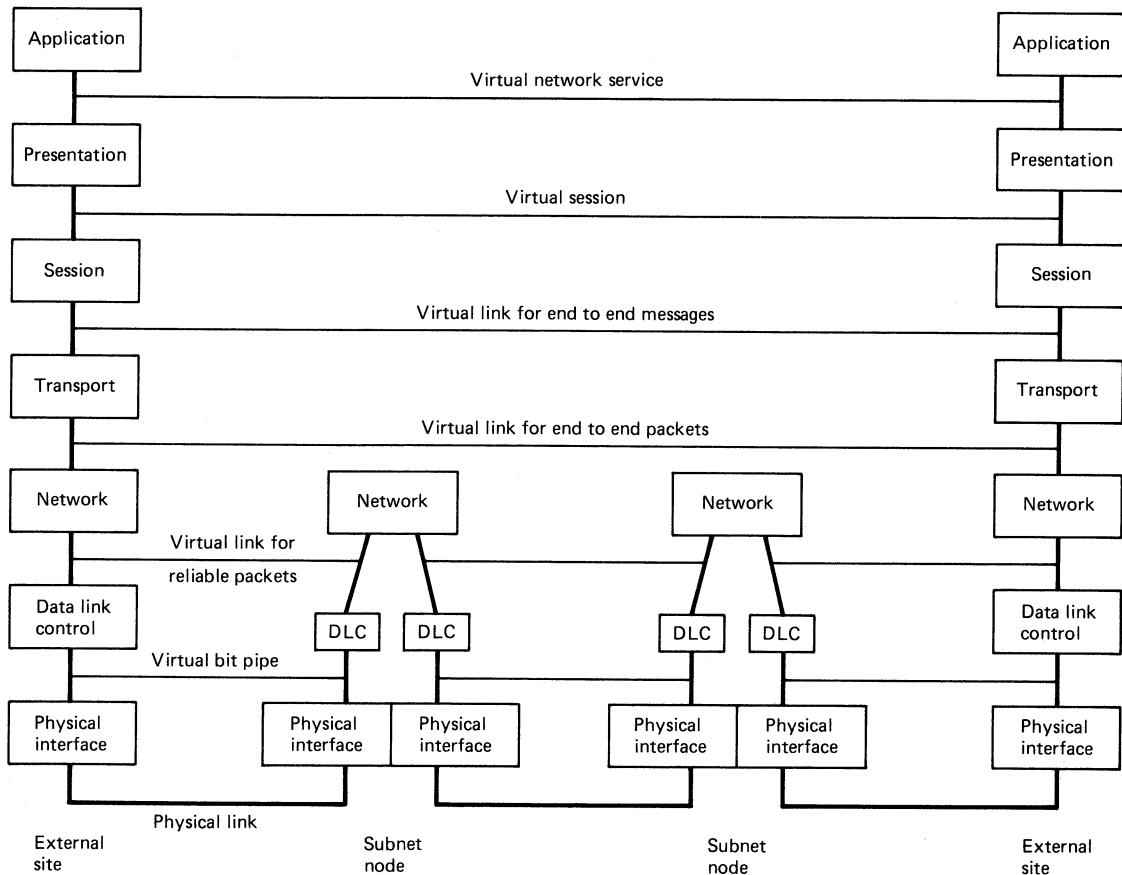 Application
Application
Virtual network service
Presentation
Presentation
Virtual session
Session
Session
Virtual link for end to end messages
Transport
Transport
Virtual link for end to end packets
Network
Network
Network
Network
Virtual link for
reliable packets
Data link
control
DLC
DLC
DLC
DLC
Data link
control
Virtual bit pipe
Physical
interface
Physical
interface
Physical
interface
Physical
interface
Physical
interface
Physical
interface
Physical link
External
site
Subnet
node
Subnet
node
External
site